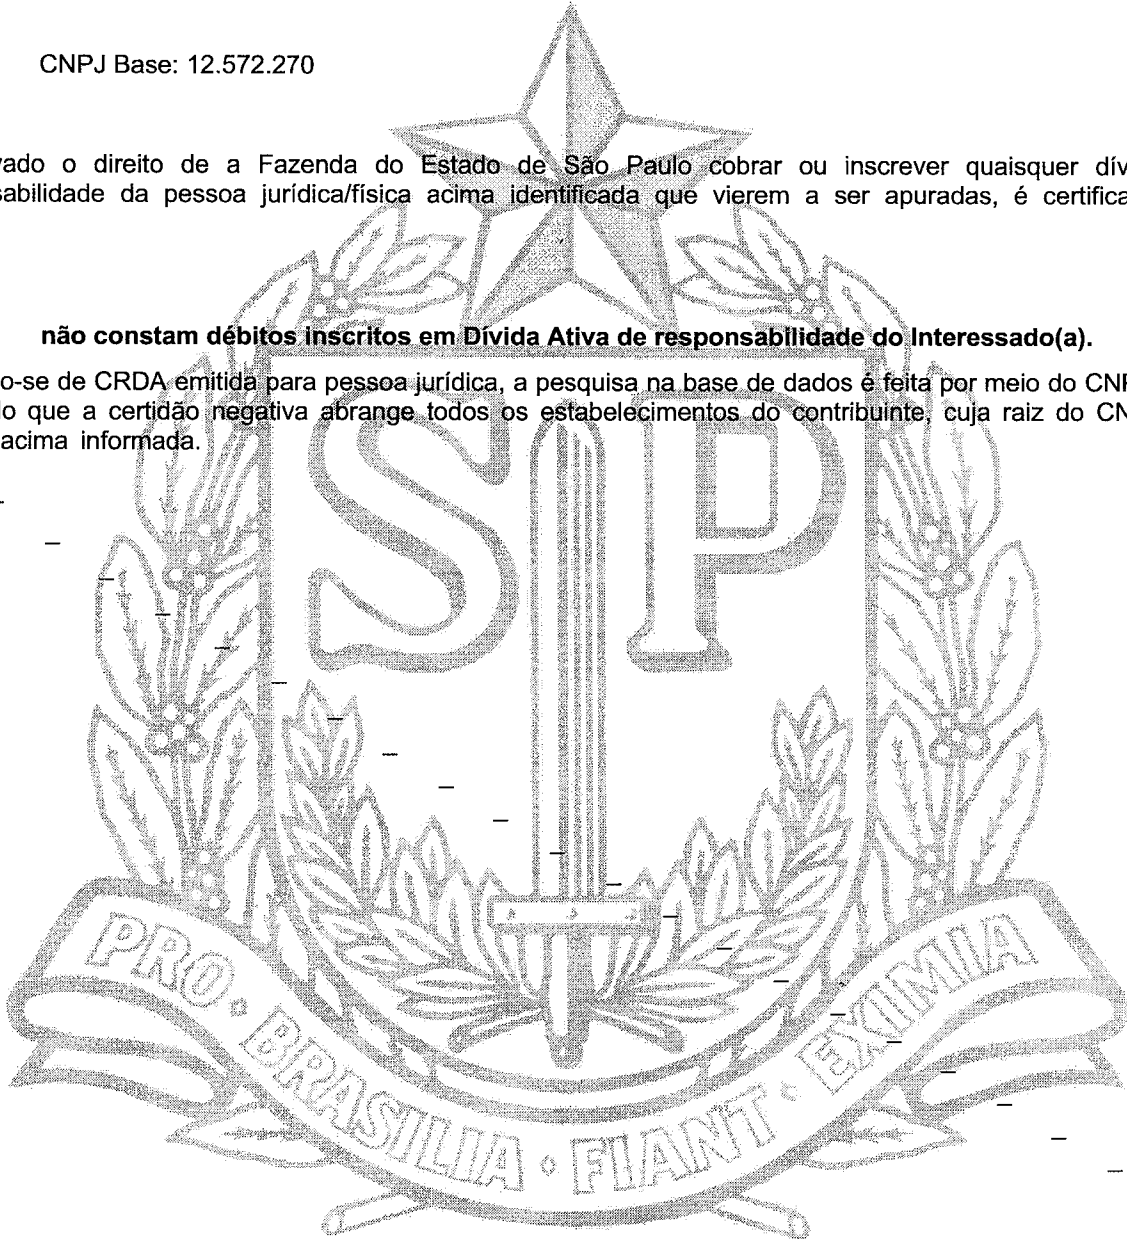 CNPJ Base: 12.572.270
vado o direito de a Fazenda do Estado de São Paulo cobrar ou inscrever quaisquer dív
sabilidade da pessoa jurídica/física acima identificada que vierem a ser apuradas, é certifica
não constam débitos inscritos em Dívida Ativa de responsabilidade do Interessado(a).
o-se de CRDA emitida para pessoa jurídica, a pesquisa na base de dados é feita por meio do CNP
do que a certidão negativa abrange todos os estabelecimentos do contribuinte, cuja raiz do CN
acima informada.
SP
PRO · BRASILIA · FIANT · EXIMIA